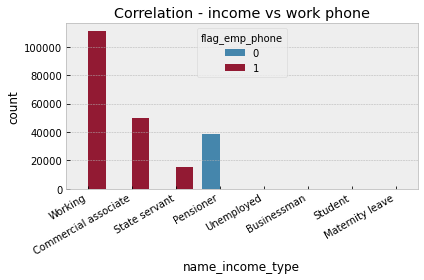 Correlation - income vs work phone
flag_emp_phone
0
1
count
100000
80000
60000
40000
20000
0
Working
Commercial associate
State servant
Pensioner
Unemployed
Businessman
Student
Maternity leave
name_income_type